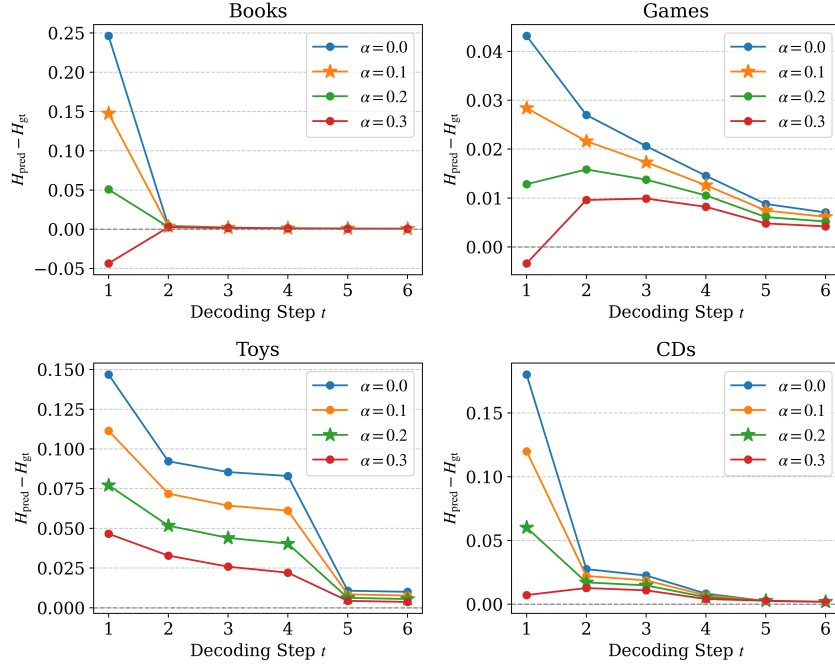 Books
H_pred − H_gt
0.25
0.20
0.15
0.10
0.05
0.00
−0.05
α = 0.0
α = 0.1
α = 0.2
α = 0.3
1 2 3 4 5 6
Decoding Step t
Games
H_pred − H_gt
0.04
0.03
0.02
0.01
0.00
α = 0.0
α = 0.1
α = 0.2
α = 0.3
1 2 3 4 5 6
Decoding Step t
Toys
H_pred − H_gt
0.150
0.125
0.100
0.075
0.050
0.025
0.000
α = 0.0
α = 0.1
α = 0.2
α = 0.3
1 2 3 4 5 6
Decoding Step t
CDs
H_pred − H_gt
0.15
0.10
0.05
0.00
α = 0.0
α = 0.1
α = 0.2
α = 0.3
1 2 3 4 5 6
Decoding Step t